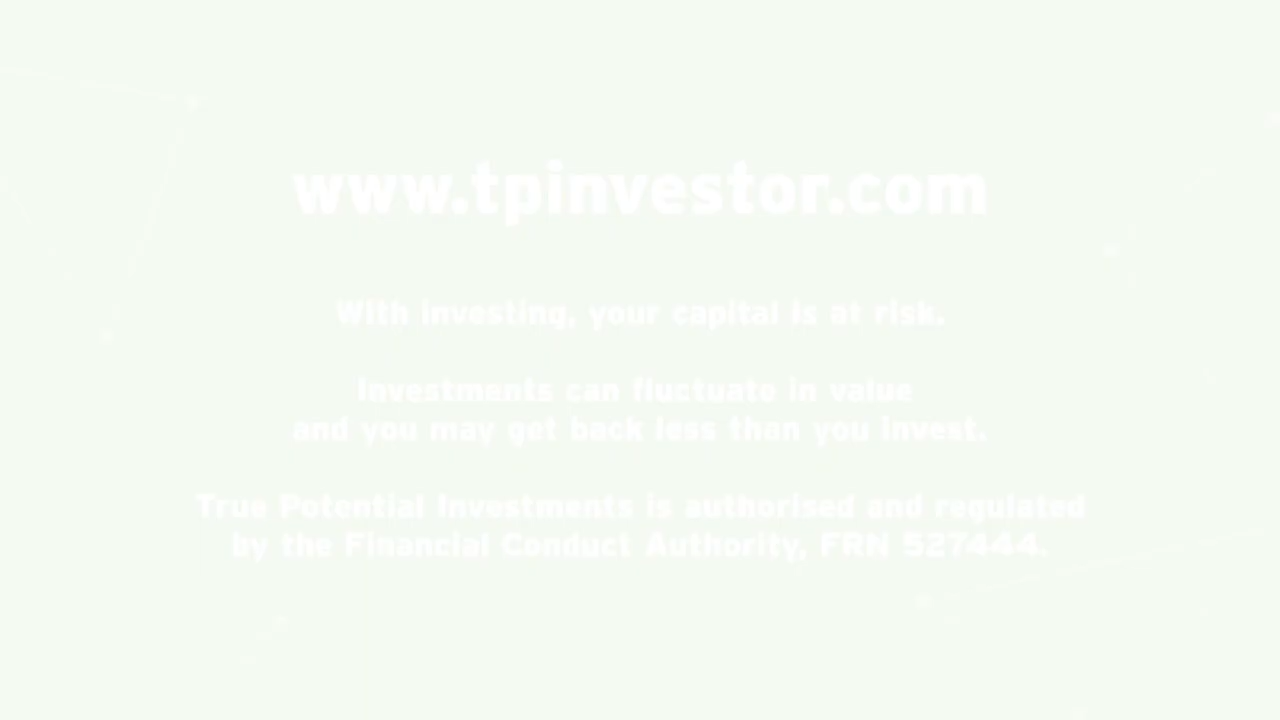 www.tpinvestor.com
With investing, your capital is at risk.
Investments can fluctuate in value
and you may get back less than you invest.
True Potential Investments is authorised and regulated
by the Financial Conduct Authority, FRN 527444.